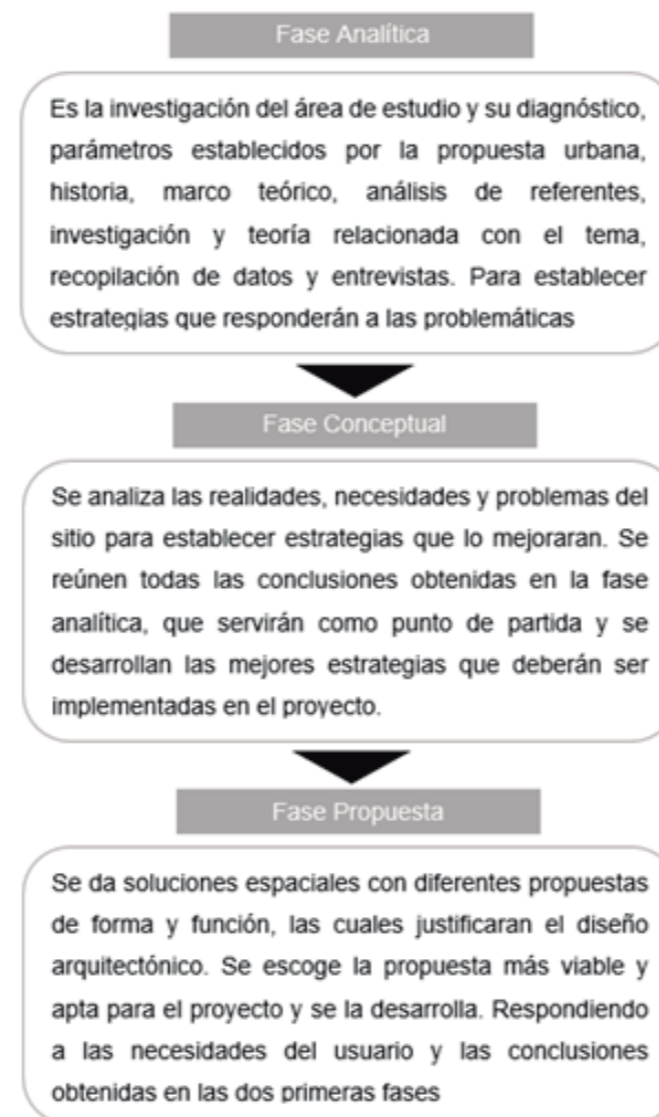 Fase Analítica
Es la investigación del área de estudio y su diagnóstico,
parámetros establecidos por la propuesta urbana,
historia, marco teórico, análisis de referentes,
investigación y teoría relacionada con el tema,
recopilación de datos y entrevistas. Para establecer
estrategias que responderán a las problemáticas
Fase Conceptual
Se analiza las realidades, necesidades y problemas del
sitio para establecer estrategias que lo mejoraran. Se
reúnen todas las conclusiones obtenidas en la fase
analítica, que servirán como punto de partida y se
desarrollan las mejores estrategias que deberán ser
implementadas en el proyecto.
Fase Propuesta
Se da soluciones espaciales con diferentes propuestas
de forma y función, las cuales justificaran el diseño
arquitectónico. Se escoge la propuesta más viable y
apta para el proyecto y se la desarrolla. Respondiendo
a las necesidades del usuario y las conclusiones
obtenidas en las dos primeras fases